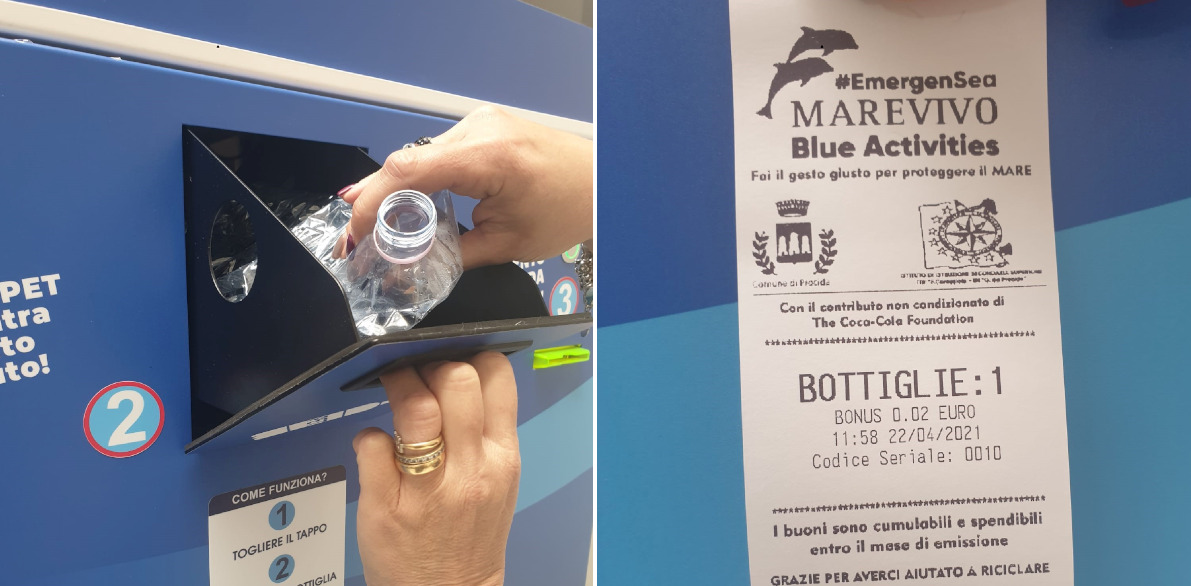 PET
tra
to
to!
2
3
COME FUNZIONA?
1
TOGLIERE IL TAPPO
2
#EmergenSea
MAREVIVO
Blue Activities
Fai il gesto giusto per proteggere il MARE
Comune di Procida
Con il contributo non condizionato di
The Coca-Cola Foundation
****************************************
BOTTIGLIE:1
BONUS 0.02 EURO
11:58 22/04/2021
Codice Seriale: 0010
****************************************
I buoni sono cumulabili e spendibili
entro il mese di emissione
GRAZIE PER AVERCI AIUTATO A RICICLARE